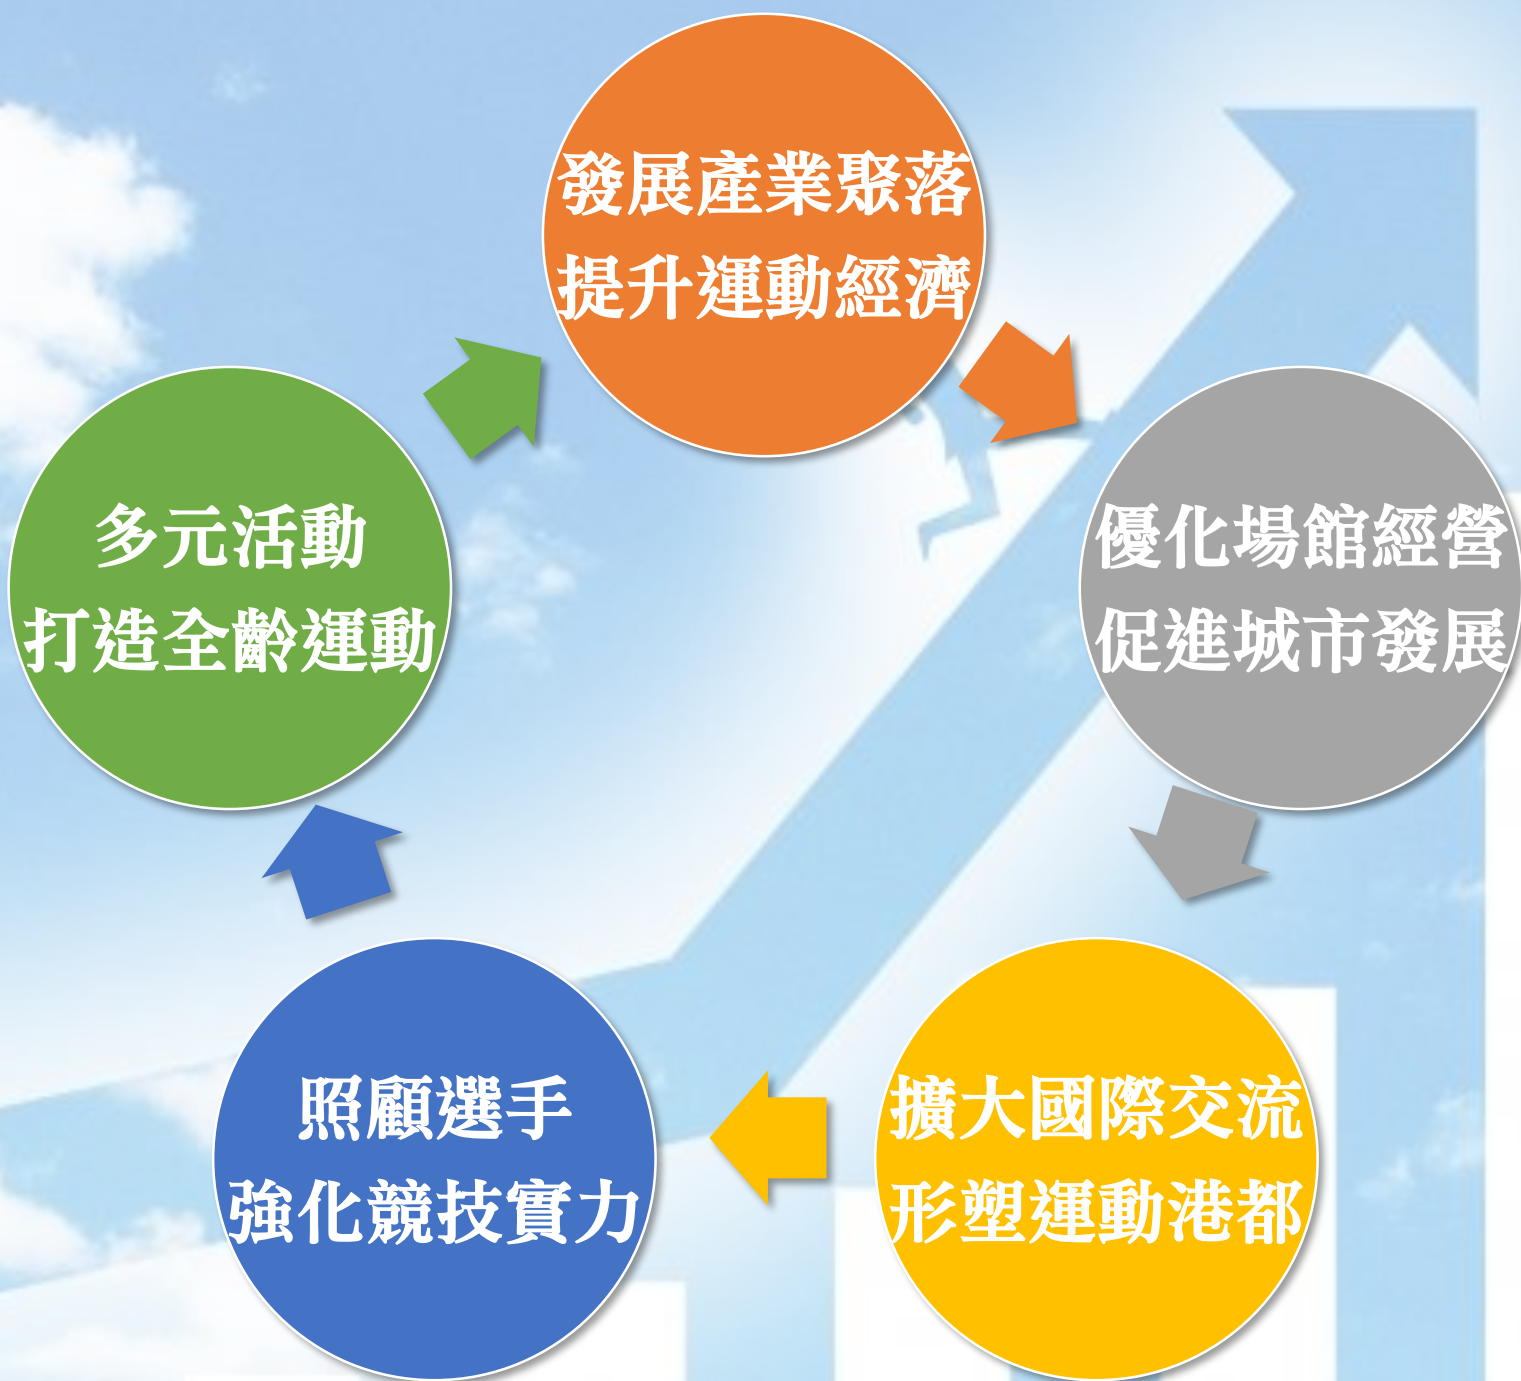 發展產業聚落
提升運動經濟
優化場館經營
促進城市發展
擴大國際交流
形塑運動港都
照顧選手
強化競技實力
多元活動
打造全齡運動